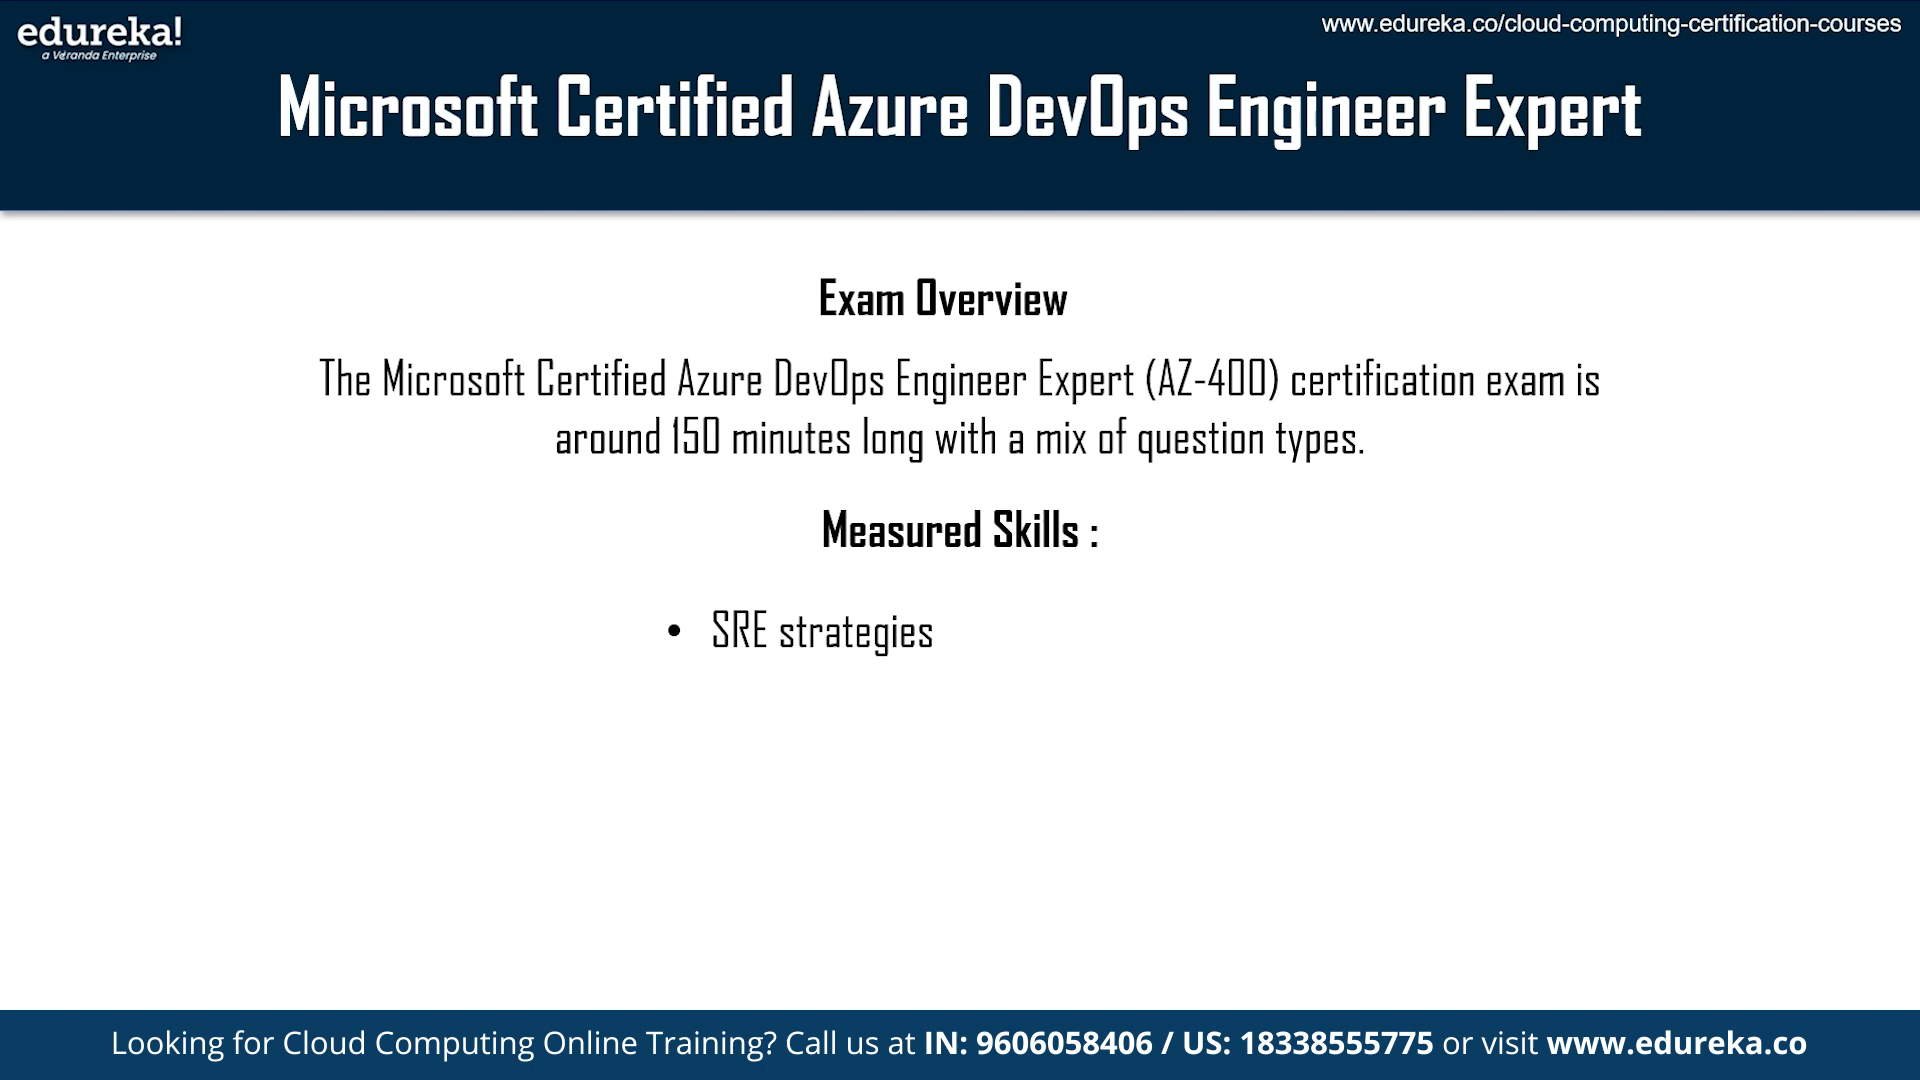 edureka!
a Veranda Enterprise
www.edureka.co/cloud-computing-certification-courses
Microsoft Certified Azure DevOps Engineer Expert
Exam Overview
The Microsoft Certified Azure DevOps Engineer Expert (AZ-400) certification exam is
around 150 minutes long with a mix of question types.
Measured Skills :
• SRE strategies
Looking for Cloud Computing Online Training? Call us at IN: 9606058406 / US: 18338555775 or visit www.edureka.co